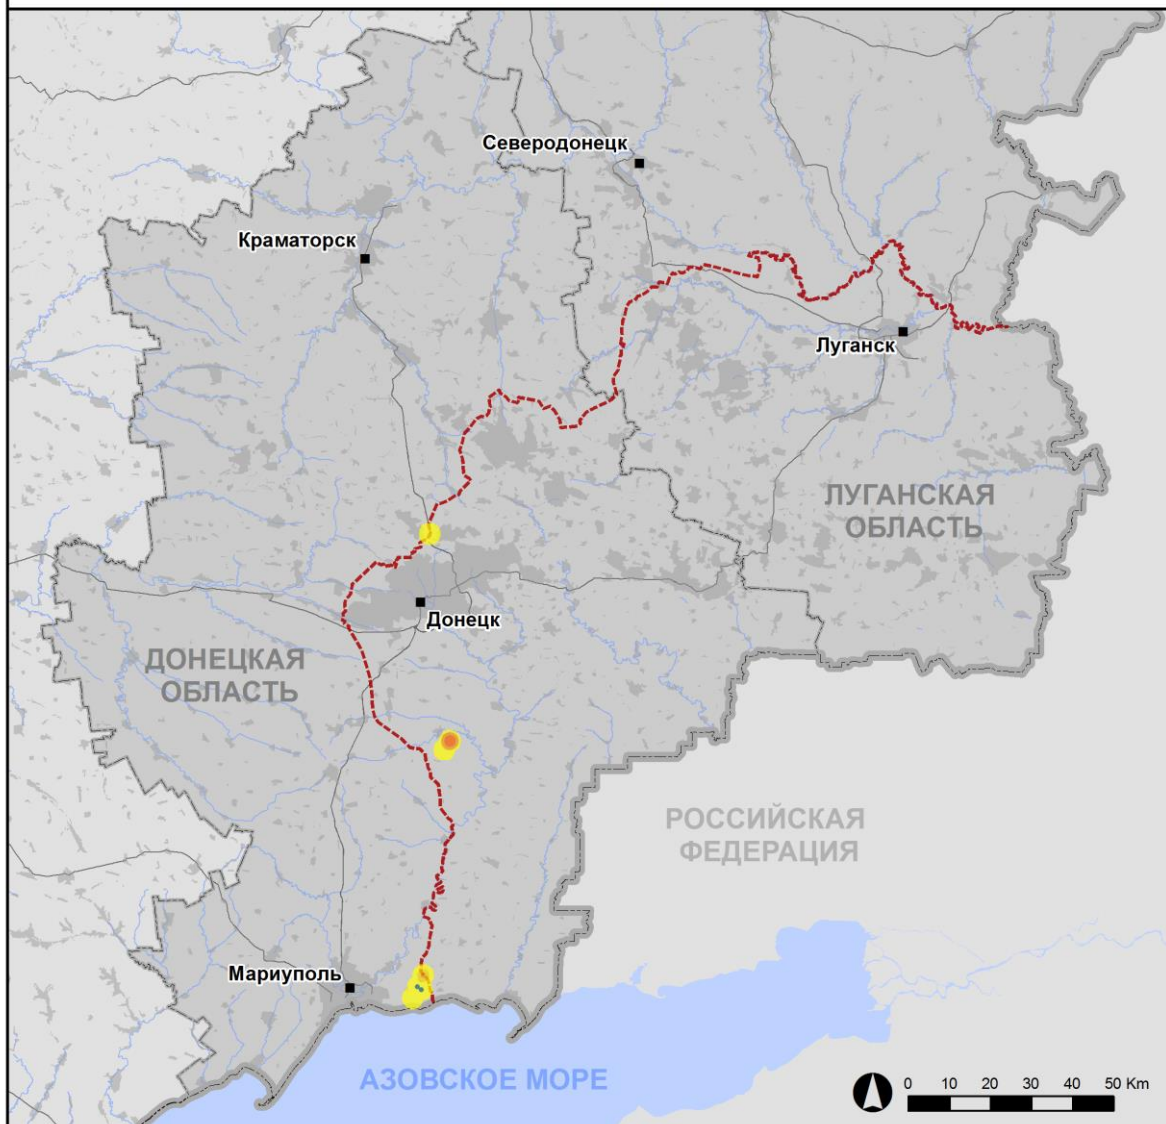 Северодонецк
Краматорск
Луганск
ЛУГАНСКАЯ
ОБЛАСТЬ
Донецк
ДОНЕЦКАЯ
ОБЛАСТЬ
РОССИЙСКАЯ
ФЕДЕРАЦИЯ
Мариуполь
АЗОВСКОЕ МОРЕ
0 10 20 30 40 50 Km